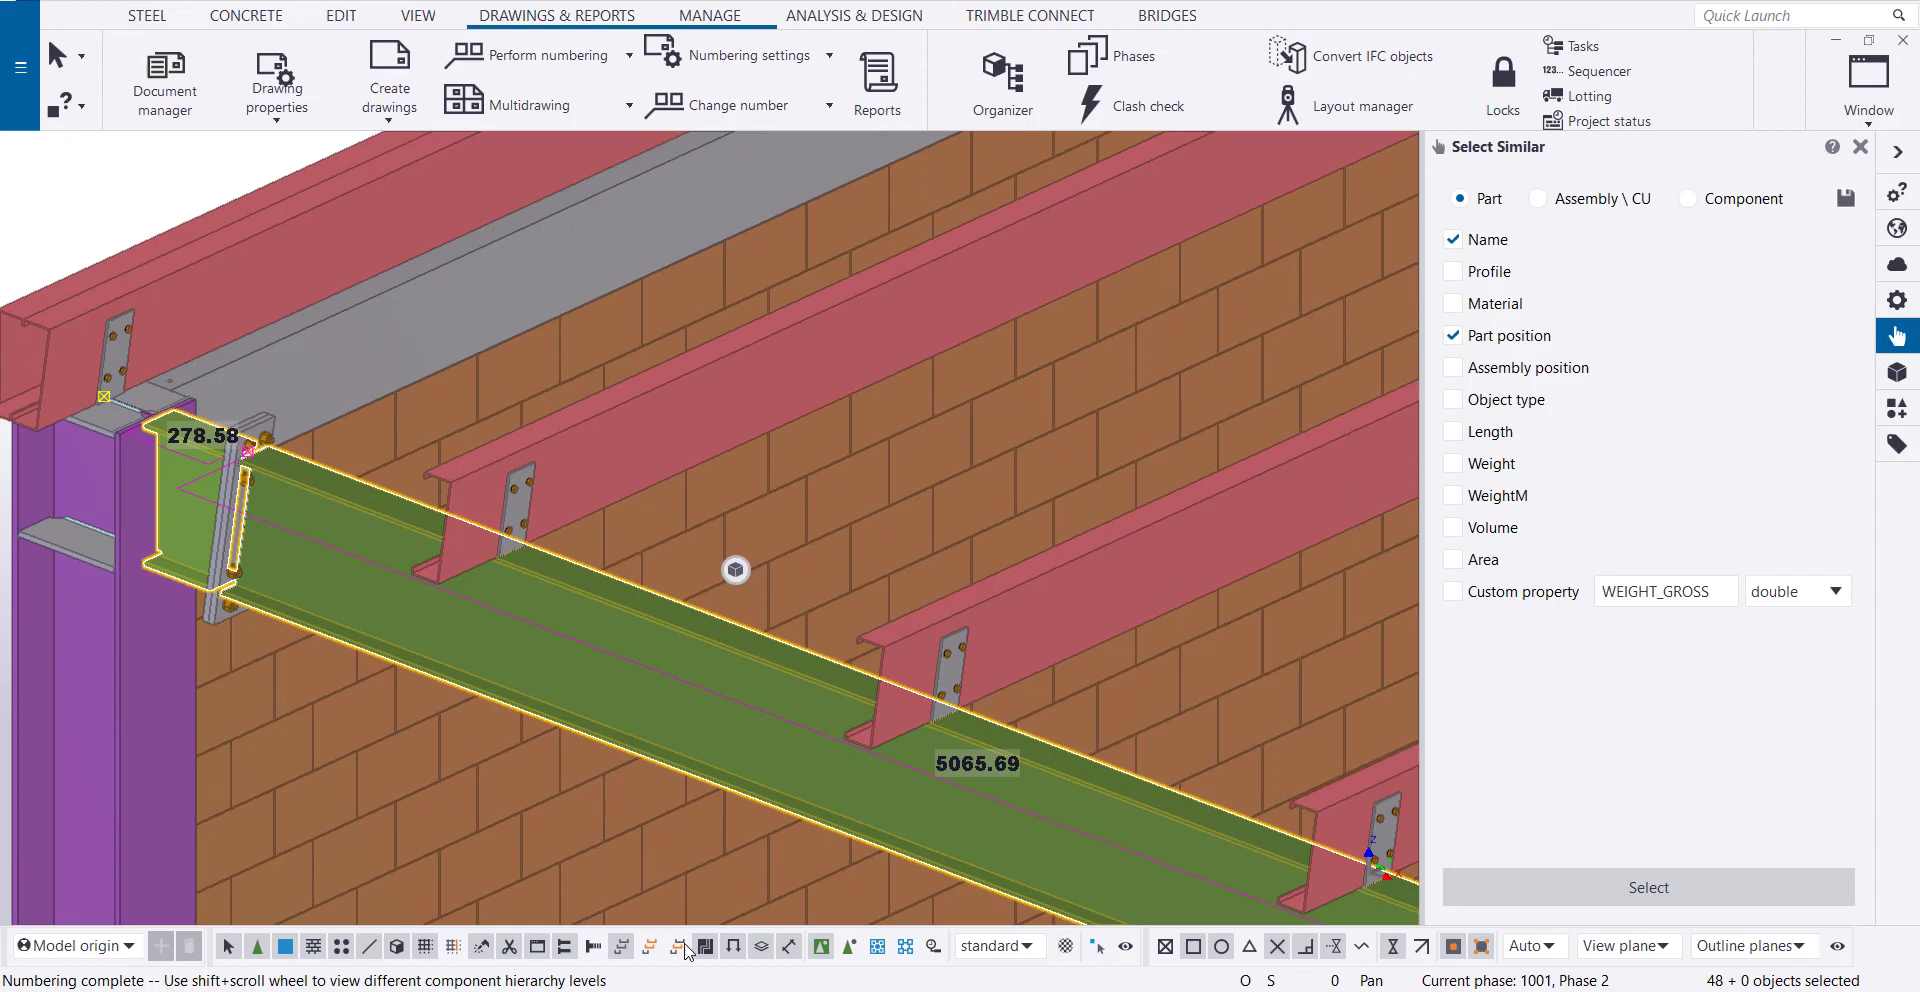 STEEL CONCRETE EDIT VIEW DRAWINGS & REPORTS MANAGE ANALYSIS & DESIGN TRIMBLE CONNECT BRIDGES Quick Launch
Document manager
Drawing properties
Create drawings
Perform numbering
Multidrawing
Numbering settings
Change number
Reports
Organizer
Phases
Clash check
Convert IFC objects
Layout manager
Locks
Tasks
123... Sequencer
Lotting
Project status
Window
278.58
5065.69
Z
Select Similar
Part Assembly \ CU Component
Name
Profile
Material
Part position
Assembly position
Object type
Length
Weight
WeightM
Volume
Area
Custom property WEIGHT_GROSS double
Select
Model origin standard Auto View plane Outline planes
Numbering complete -- Use shift+scroll wheel to view different component hierarchy levels O S 0 Pan Current phase: 1001, Phase 2 48 + 0 objects selected